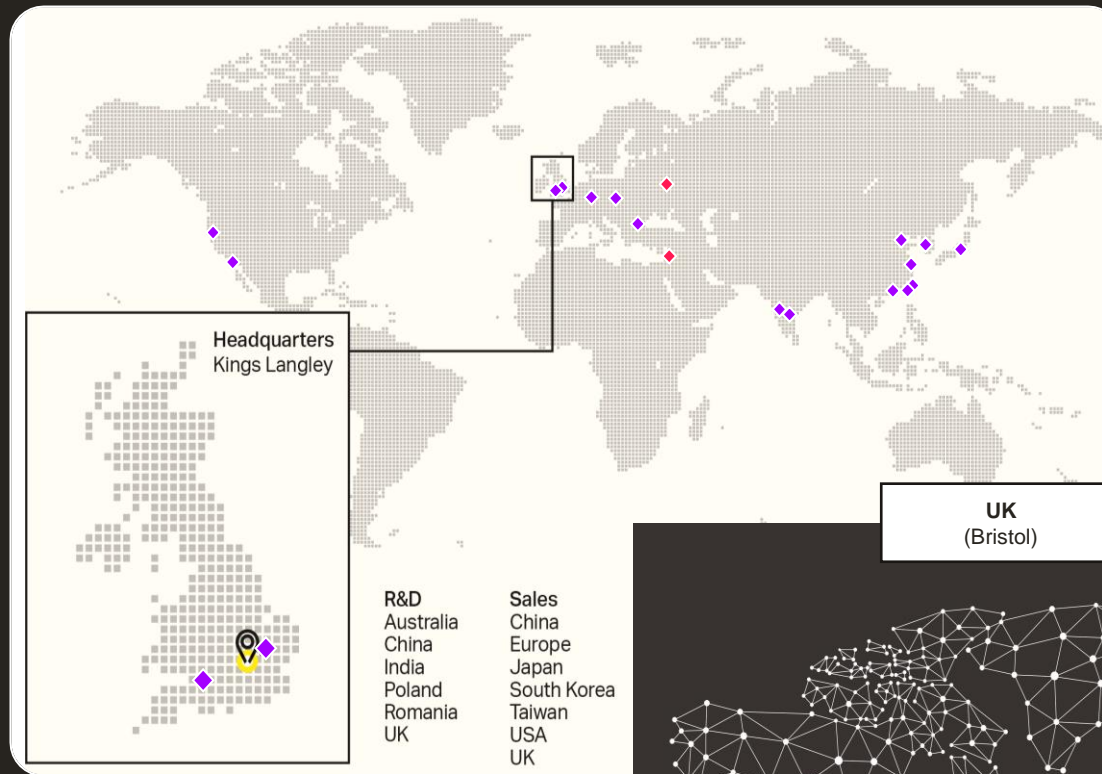 Headquarters
Kings Langley
UK
(Bristol)
R&D
Australia
China
India
Poland
Romania
UK
Sales
China
Europe
Japan
South Korea
Taiwan
USA
UK